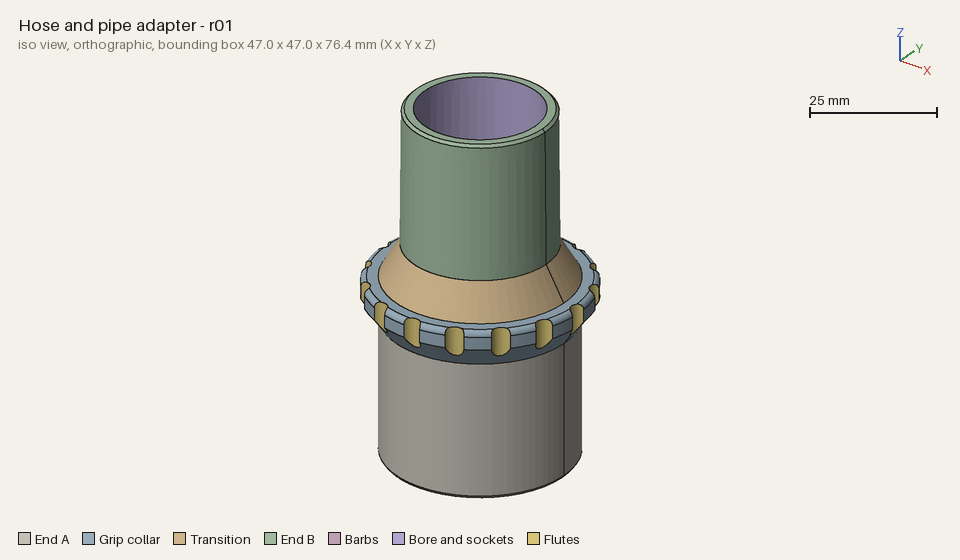 Hose and pipe adapter - r01
iso view, orthographic, bounding box 47.0 x 47.0 x 76.4 mm (X x Y x Z)
Z
Y
X
25 mm
End A
Grip collar
Transition
End B
Barbs
Bore and sockets
Flutes